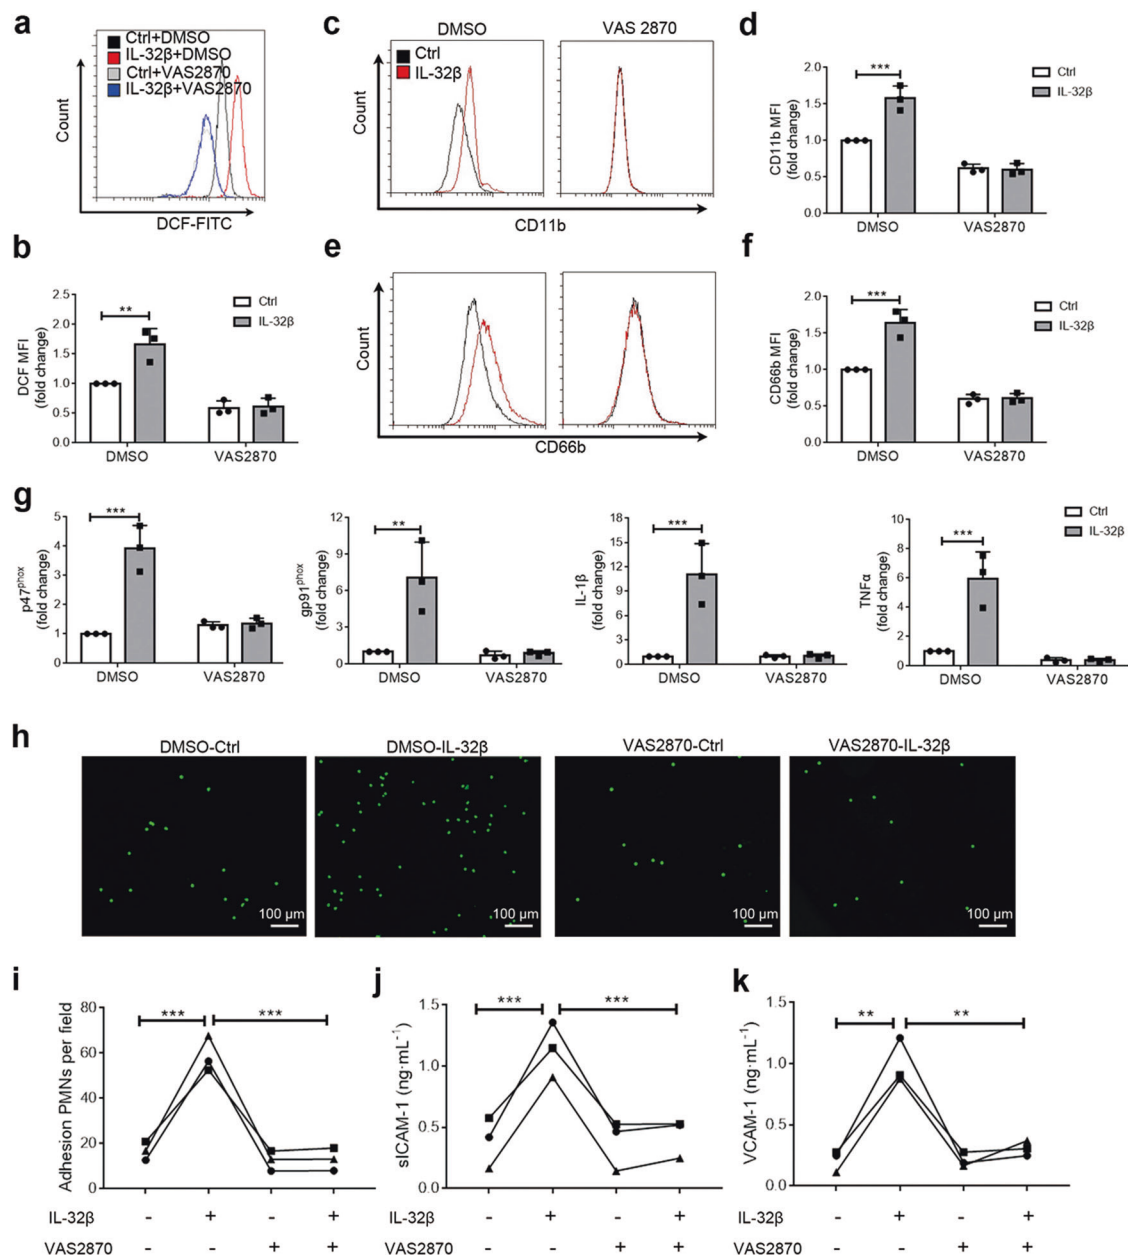 a
Ctrl+DMSO
IL-32β+DMSO
Ctrl+VAS2870
IL-32β+VAS2870
Count
DCF-FITC
c
DMSO
VAS 2870
Ctrl
IL-32β
Count
CD11b
d
CD11b MFI
(fold change)
2.0
1.5
1.0
0.5
0.0
***
Ctrl
IL-32β
DMSO
VAS2870
b
DCF MFI
(fold change)
2.5
2.0
1.5
1.0
0.5
0.0
**
Ctrl
IL-32β
DMSO
VAS2870
e
Count
CD66b
f
CD66b MFI
(fold change)
2.0
1.5
1.0
0.5
0.0
***
Ctrl
IL-32β
DMSO
VAS2870
g
p47phox
(fold change)
5
4
3
2
1
0
***
DMSO
VAS2870
gp91phox
(fold change)
12
9
6
3
0
**
DMSO
VAS2870
IL-1β
(fold change)
18
15
12
9
6
3
0
***
DMSO
VAS2870
TNFα
(fold change)
10
8
6
4
2
0
***
Ctrl
IL-32β
DMSO
VAS2870
h
DMSO-Ctrl
DMSO-IL-32β
VAS2870-Ctrl
VAS2870-IL-32β
100 µm
100 µm
100 µm
100 µm
i
Adhesion PMNs per field
80
60
40
20
0
***
***
IL-32β - + - +
VAS2870 - - + +
j
sICAM-1 (ng·mL-1)
1.5
1.0
0.5
0.0
***
***
IL-32β - + - +
VAS2870 - - + +
k
VCAM-1 (ng·mL-1)
1.5
1.0
0.5
0.0
**
**
IL-32β - + - +
VAS2870 - - + +